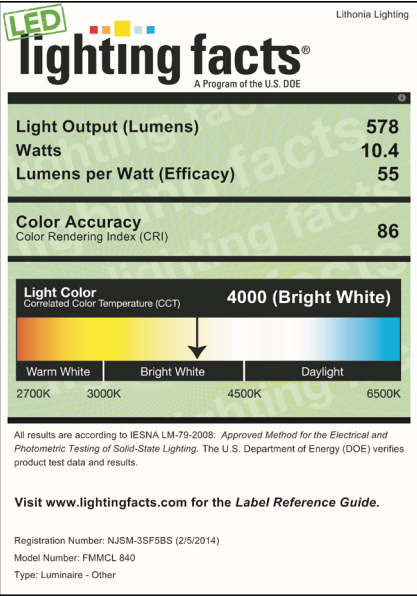 Lithonia Lighting
LED
lighting facts®
A Program of the U.S. DOE
Light Output (Lumens) 578
Watts 10.4
Lumens per Watt (Efficacy) 55
Color Accuracy
Color Rendering Index (CRI) 86
Light Color
Correlated Color Temperature (CCT) 4000 (Bright White)
Warm White Bright White Daylight
2700K 3000K 4500K 6500K
All results are according to IESNA LM-79-2008: Approved Method for the Electrical and
Photometric Testing of Solid-State Lighting. The U.S. Department of Energy (DOE) verifies
product test data and results.
Visit www.lightingfacts.com for the Label Reference Guide.
Registration Number: NJSM-3SF5BS (2/5/2014)
Model Number: FMMCL 840
Type: Luminaire - Other